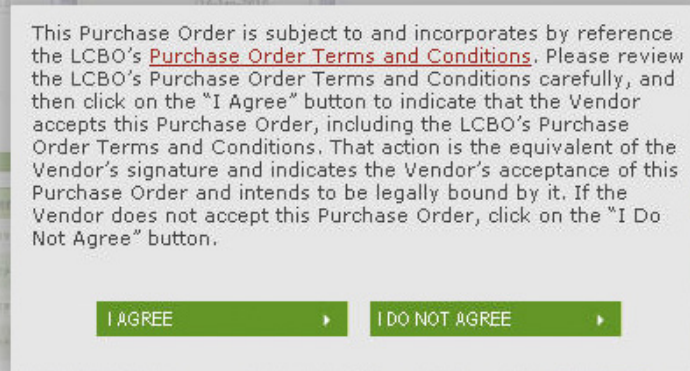 This Purchase Order is subject to and incorporates by reference
the LCBO's Purchase Order Terms and Conditions. Please review
the LCBO's Purchase Order Terms and Conditions carefully, and
then click on the "I Agree" button to indicate that the Vendor
accepts this Purchase Order, including the LCBO's Purchase
Order Terms and Conditions. That action is the equivalent of the
Vendor's signature and indicates the Vendor's acceptance of this
Purchase Order and intends to be legally bound by it. If the
Vendor does not accept this Purchase Order, click on the "I Do
Not Agree" button.
I AGREE
I DO NOT AGREE